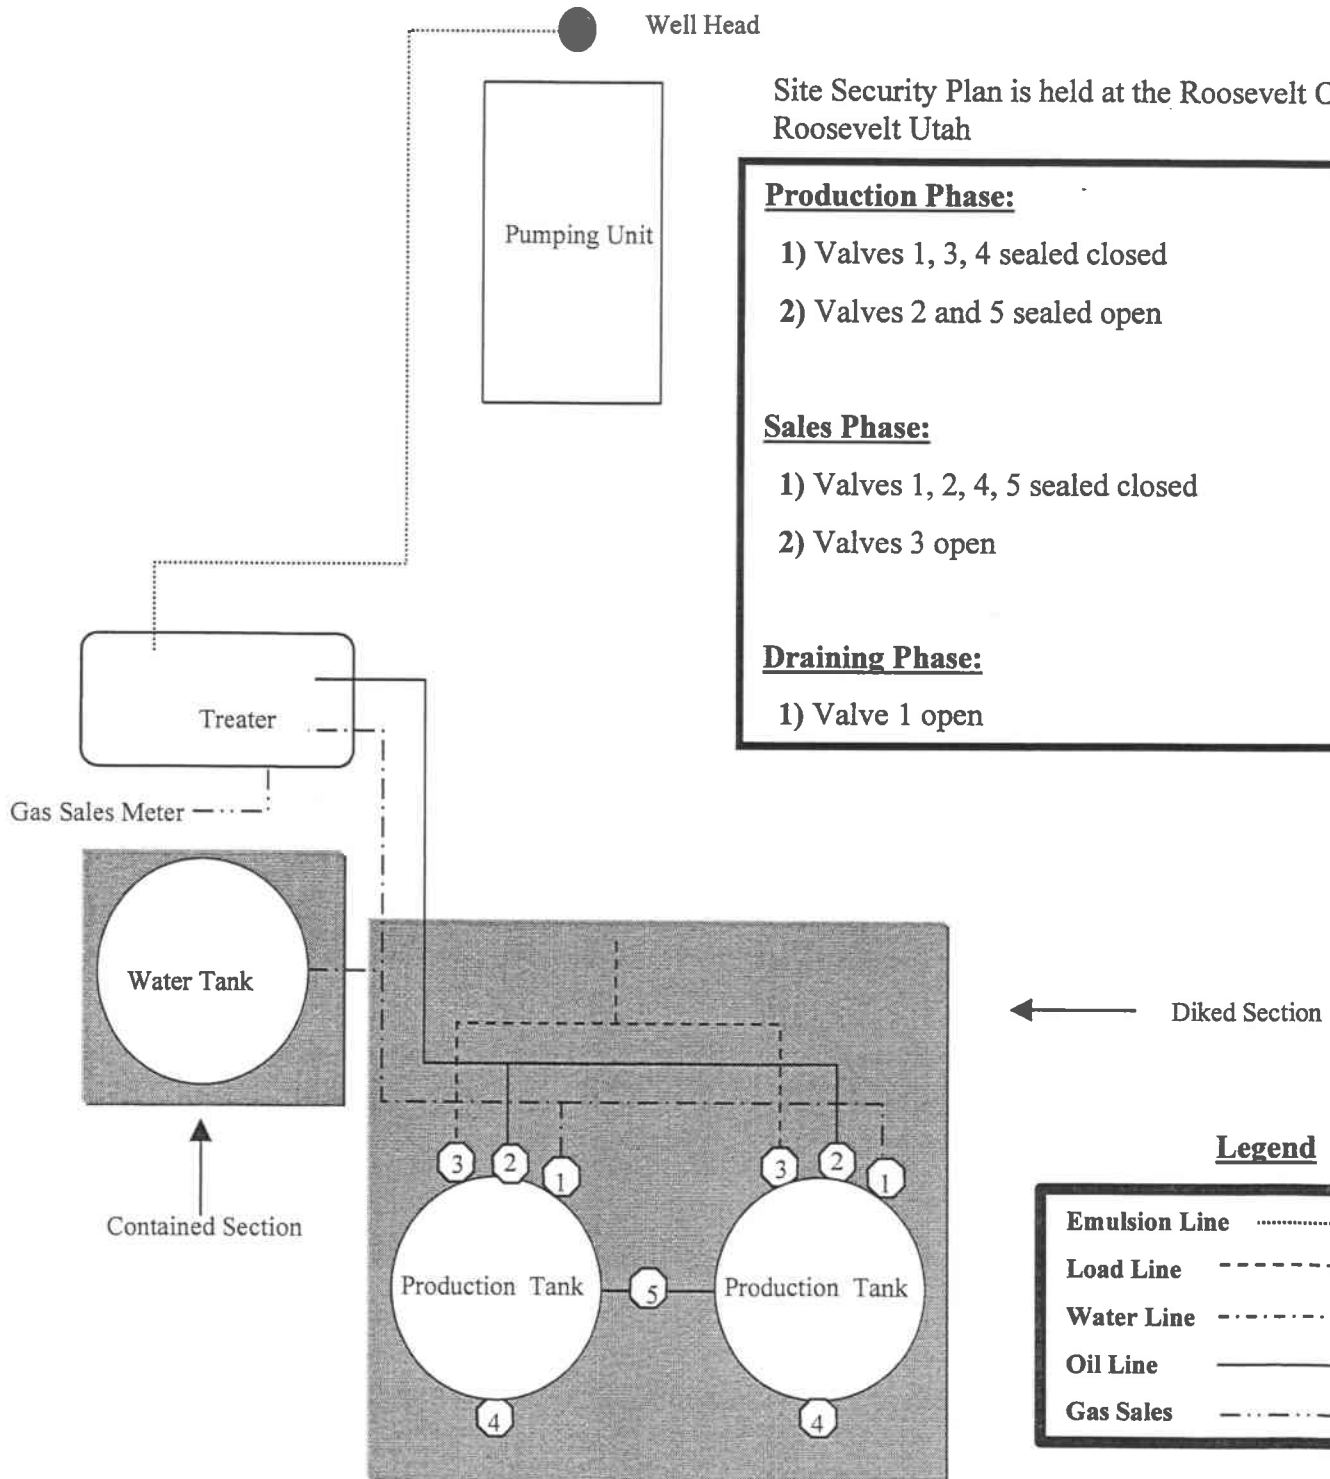 Well Head
Site Security Plan is held at the Roosevelt
Roosevelt Utah
Pumping Unit
Production Phase:
1) Valves 1, 3, 4 sealed closed
2) Valves 2 and 5 sealed open
Sales Phase:
1) Valves 1, 2, 4, 5 sealed closed
2) Valves 3 open
Draining Phase:
1) Valve 1 open
Treater
Gas Sales Meter
Water Tank
Diked Section
Contained Section
3 2 1 3 2 1
Production Tank 5 Production Tank
4 4
Legend
Emulsion Line
Load Line
Water Line
Oil Line
Gas Sales